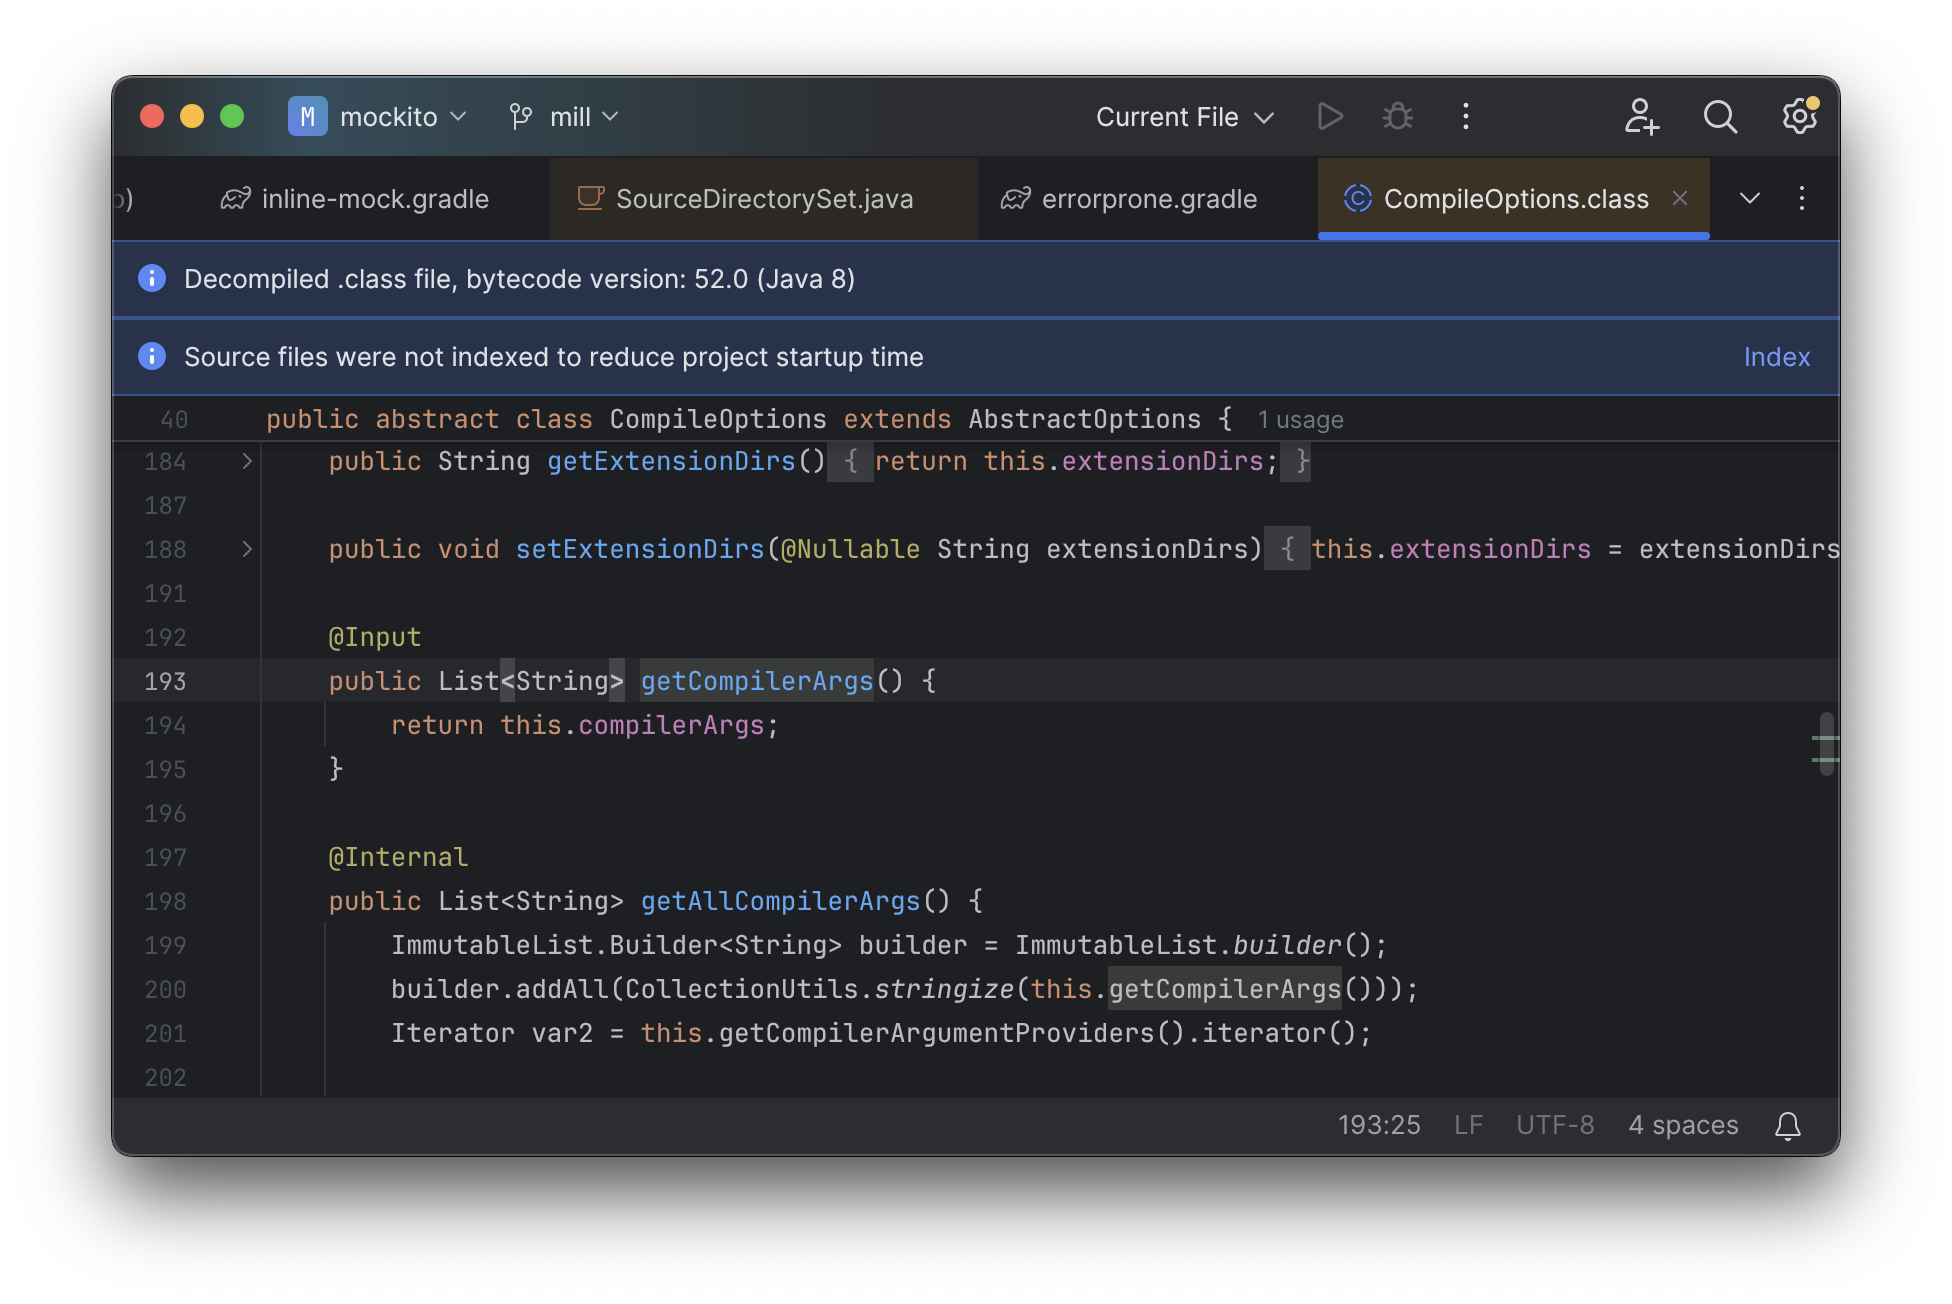 M mockito mill Current File
) inline-mock.gradle SourceDirectorySet.java errorprone.gradle CompileOptions.class
Decompiled .class file, bytecode version: 52.0 (Java 8)
Source files were not indexed to reduce project startup time Index
40 public abstract class CompileOptions extends AbstractOptions { 1 usage
184 public String getExtensionDirs() { return this.extensionDirs; }
187
188 public void setExtensionDirs(@Nullable String extensionDirs) { this.extensionDirs = extensionDirs
191
192 @Input
193 public List<String> getCompilerArgs() {
194 return this.compilerArgs;
195 }
196
197 @Internal
198 public List<String> getAllCompilerArgs() {
199 ImmutableList.Builder<String> builder = ImmutableList.builder();
200 builder.addAll(CollectionUtils.stringize(this.getCompilerArgs()));
201 Iterator var2 = this.getCompilerArgumentProviders().iterator();
202
193:25 LF UTF-8 4 spaces